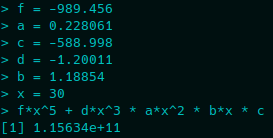 > f = -989.456
> a = 0.228061
> c = -588.998
> d = -1.20011
> b = 1.18854
> x = 30
> f*x^5 + d*x^3 * a*x^2 * b*x * c
[1] 1.15634e+11